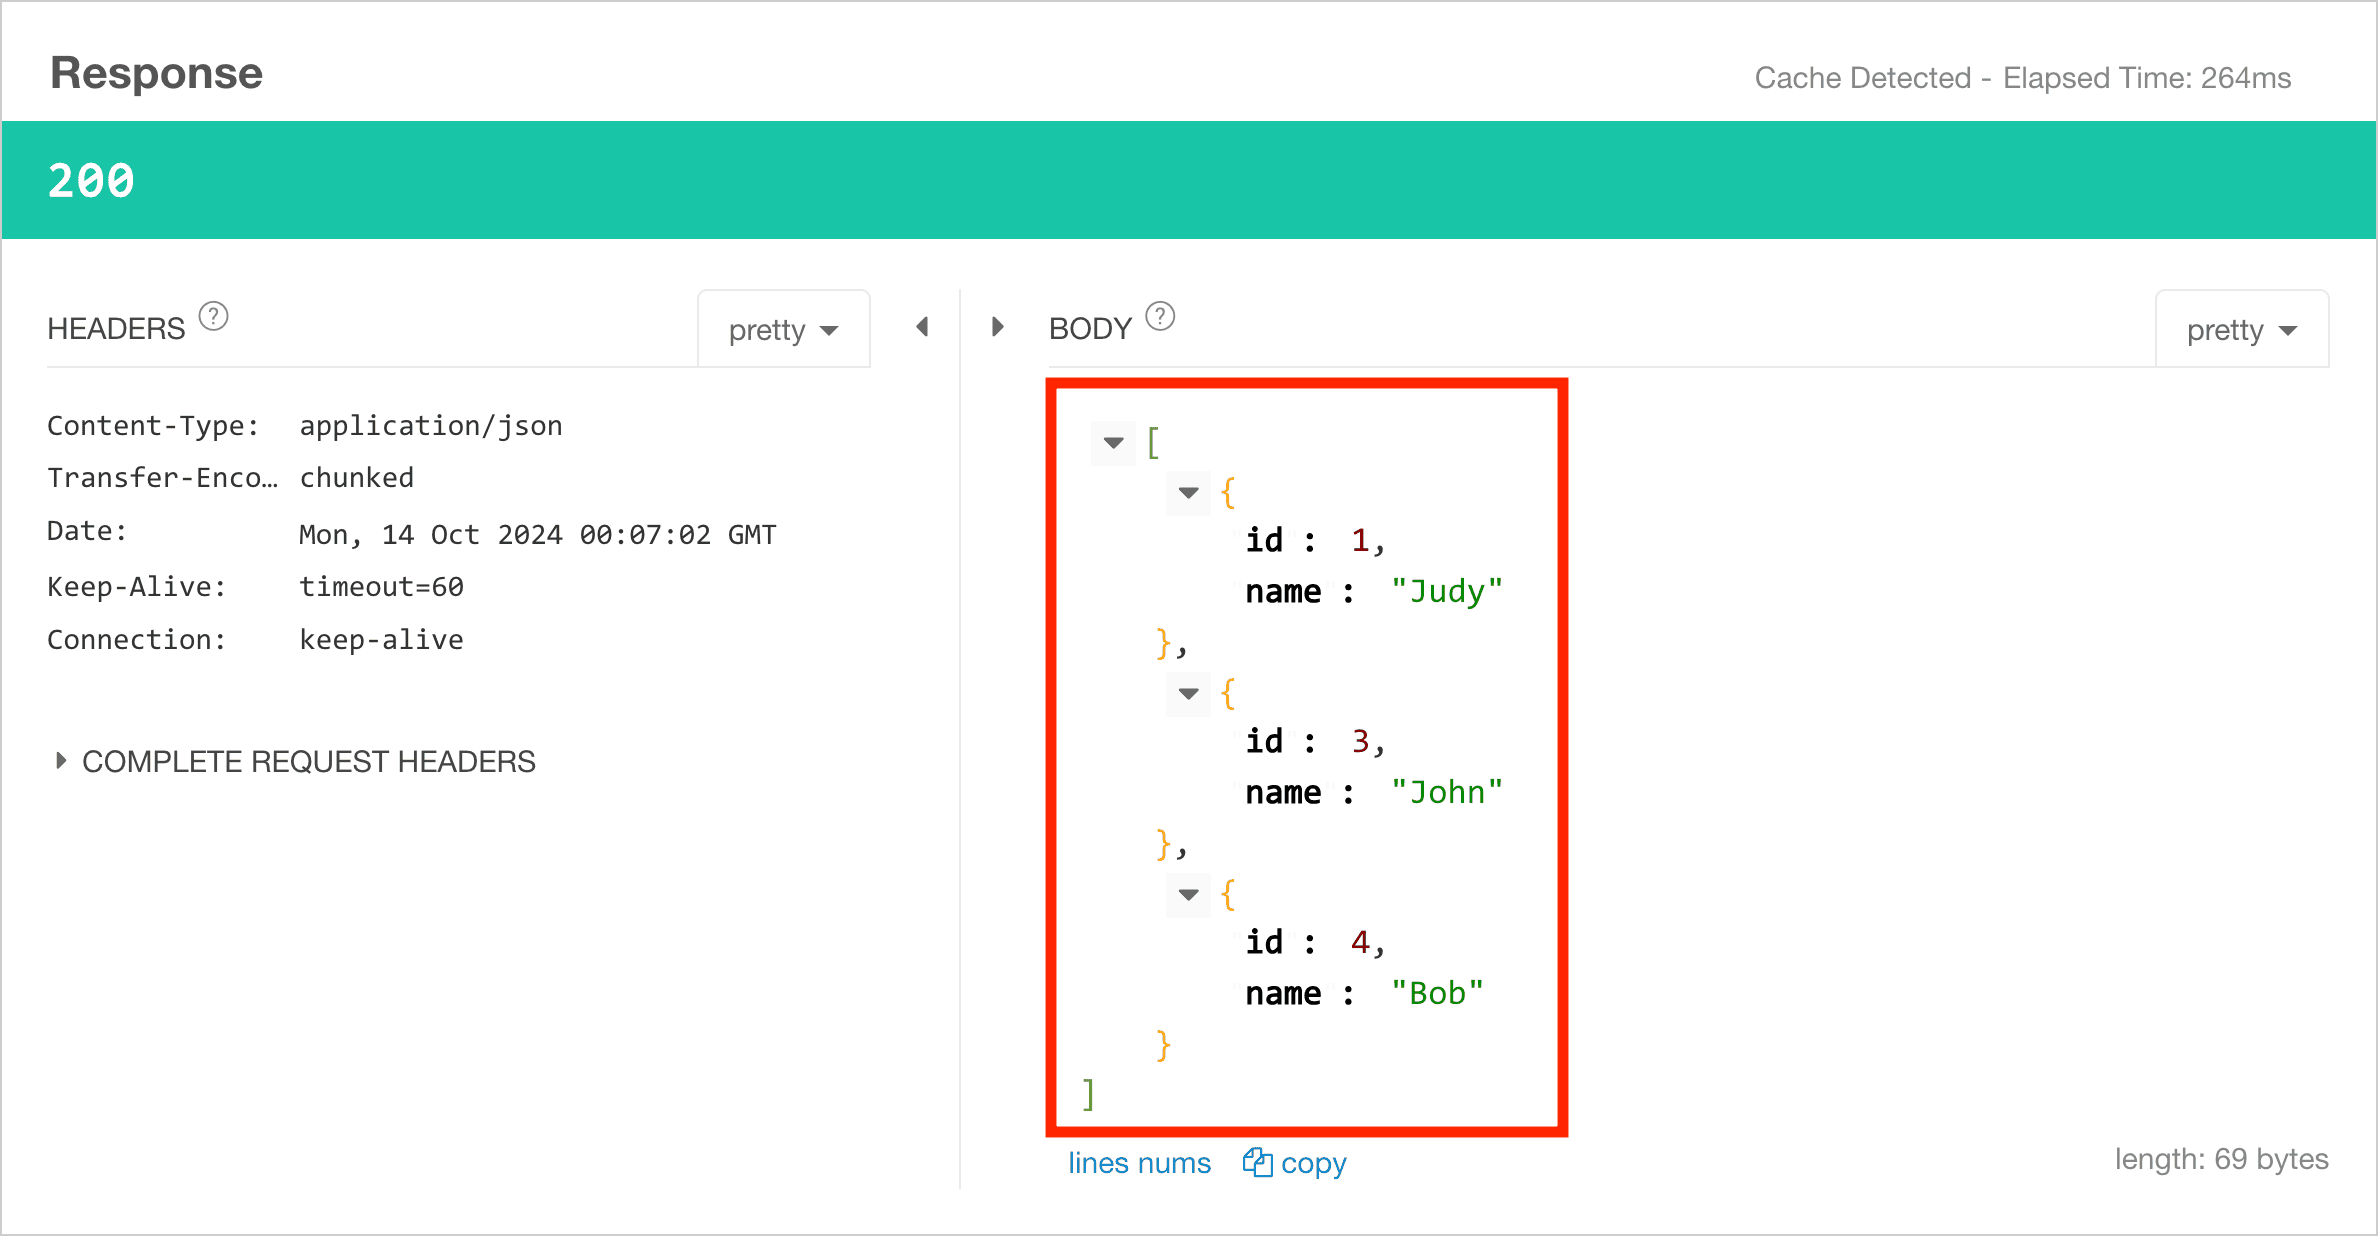 Response
Cache Detected - Elapsed Time: 264ms
200
HEADERS ?
pretty
Content-Type: application/json
Transfer-Enco… chunked
Date: Mon, 14 Oct 2024 00:07:02 GMT
Keep-Alive: timeout=60
Connection: keep-alive
COMPLETE REQUEST HEADERS
BODY ?
pretty
[
{
id : 1,
name : "Judy"
},
{
id : 3,
name : "John"
},
{
id : 4,
name : "Bob"
}
]
lines nums copy
length: 69 bytes